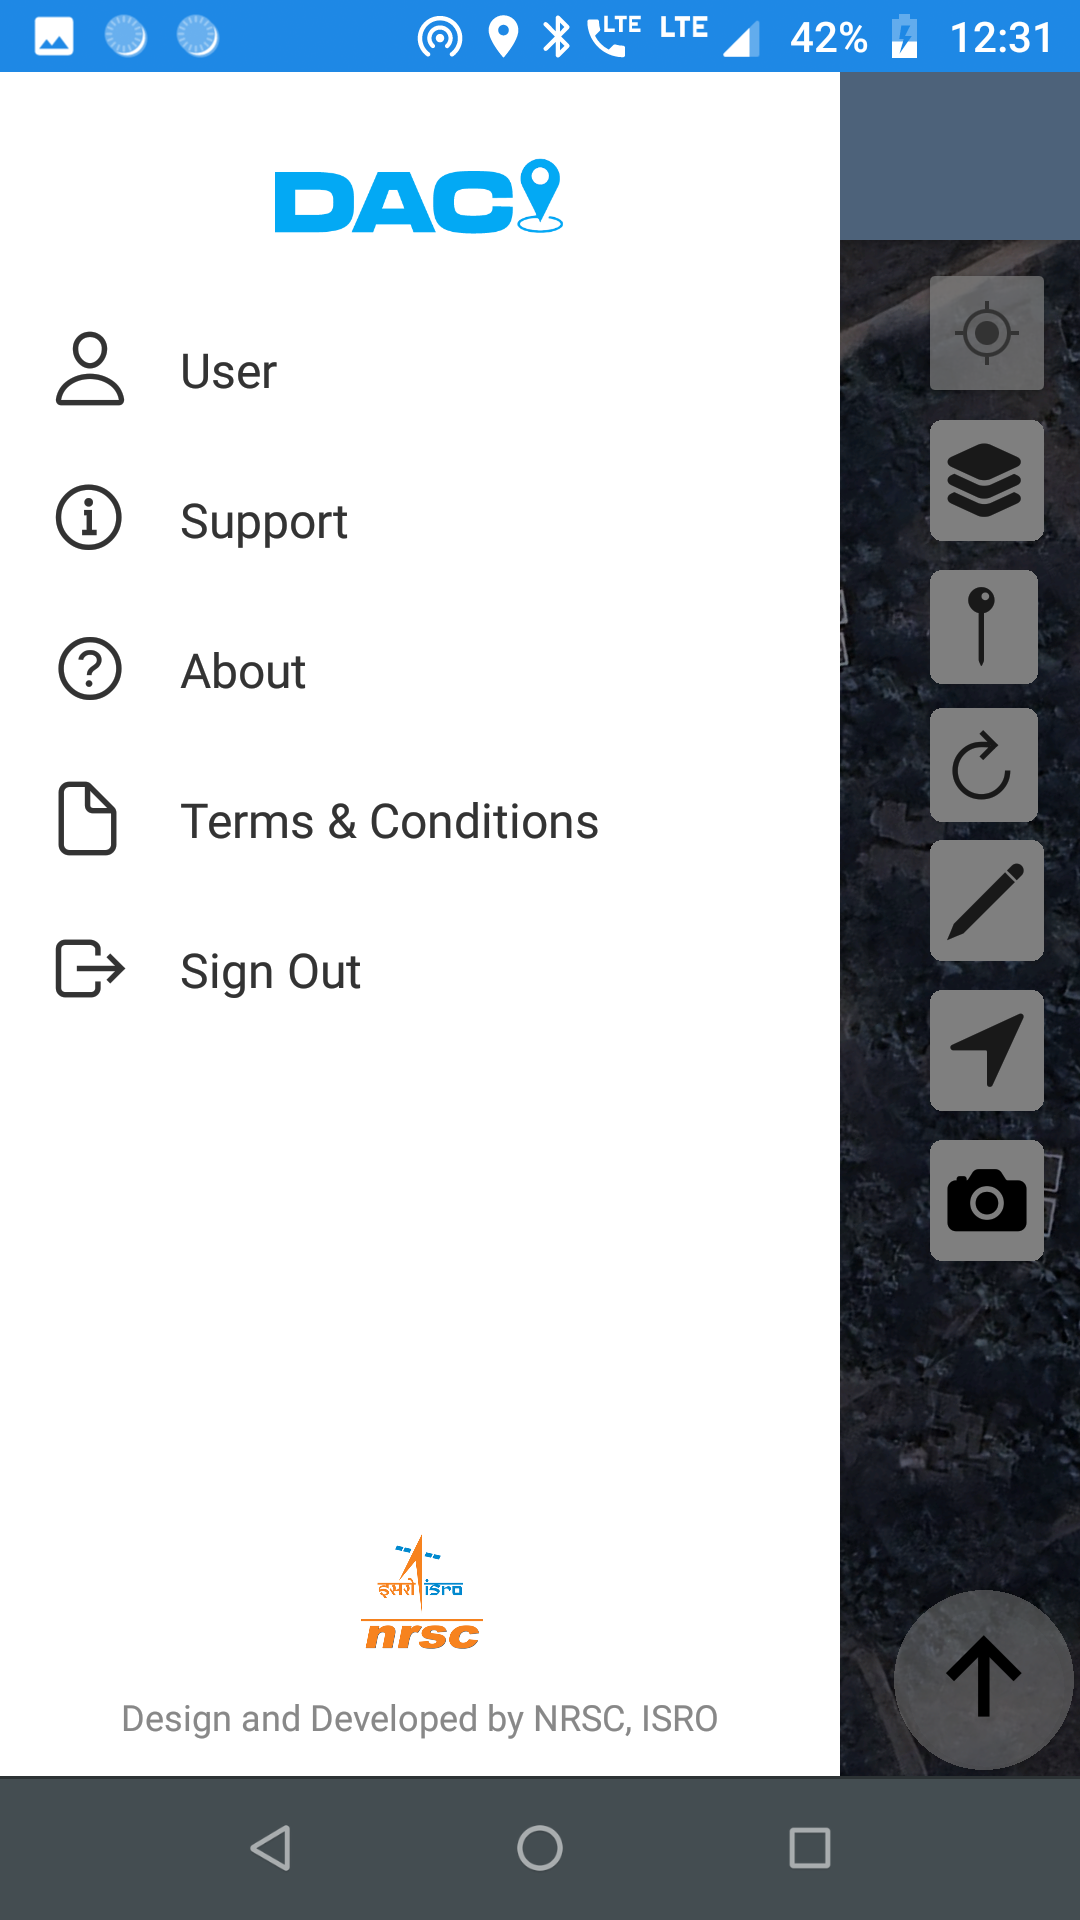 LTE LTE 42% 12:31
DAC
User
Support
About
Terms & Conditions
Sign Out
इसरो isro
nrsc
Design and Developed by NRSC, ISRO